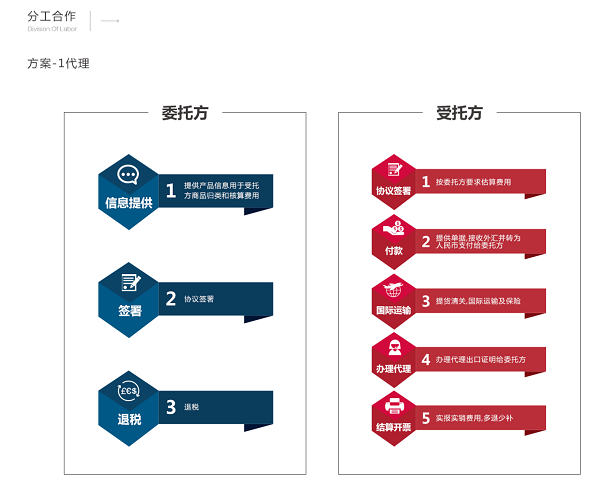 分工合作
Division Of Labor
方案-1代理
委托方
信息提供
1
提供产品信息用于受托
方商品归类和核算费用
签署
2
协议签署
£€$
退税
3
退税
受托方
协议签署
1
按委托方要求估算费用
付款
2
提供单据,接收外汇并转为
人民币支付给委托方
国际运输
3
提货清关,国际运输及保险
办理代理
4
办理代理出口证明给委托方
结算开票
5
实报实销费用,多退少补